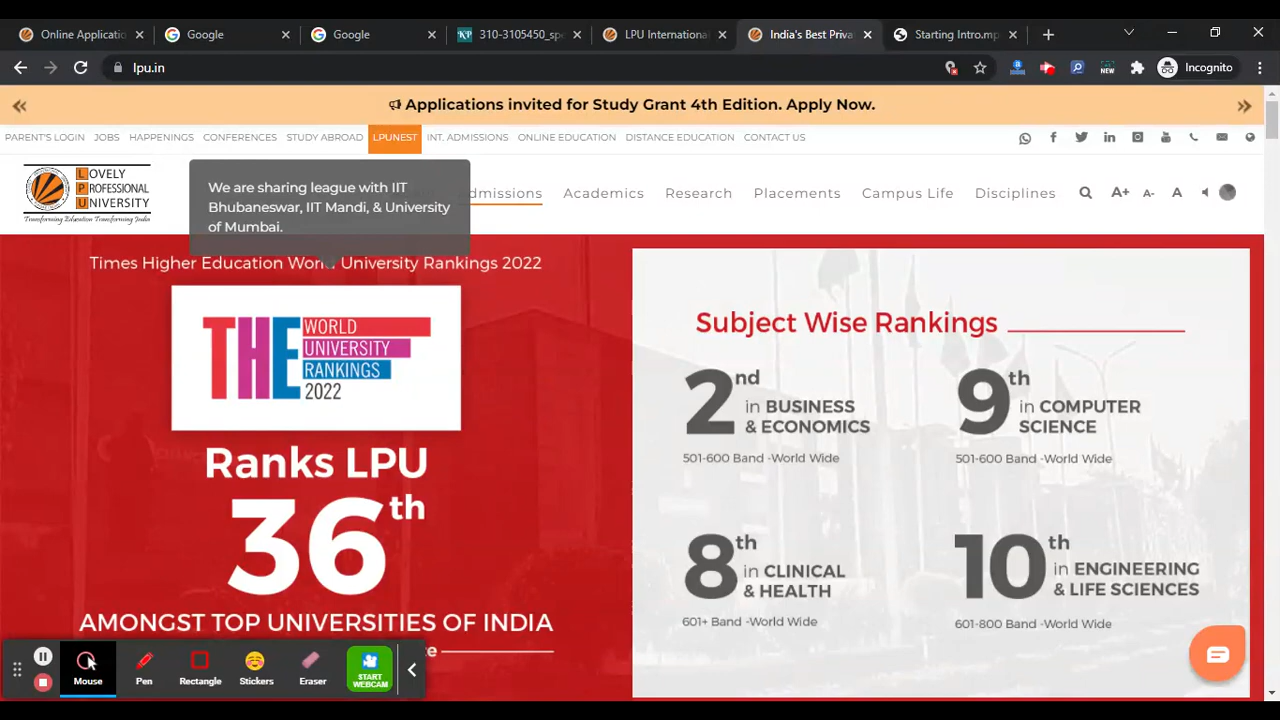 Online Applicatio
Google
Google
310-3105450_spe
LPU Internationa
India's Best Priva
Starting Intro.mp
lpu.in
Incognito
NEW
Applications invited for Study Grant 4th Edition. Apply Now.
PARENT'S LOGIN JOBS HAPPENINGS CONFERENCES STUDY ABROAD LPUNEST INT. ADMISSIONS ONLINE EDUCATION DISTANCE EDUCATION CONTACT US
LOVELY
PROFESSIONAL
UNIVERSITY
Transforming Education Transforming India
We are sharing league with IIT
Bhubaneswar, IIT Mandi, & University
of Mumbai.
dmissions Academics Research Placements Campus Life Disciplines A+ A- A
Times Higher Education World University Rankings 2022
THE
WORLD
UNIVERSITY
RANKINGS
2022
Ranks LPU
36th
AMONGST TOP UNIVERSITIES OF INDIA
te
Subject Wise Rankings
2nd in BUSINESS
& ECONOMICS
501-600 Band -World Wide
9th in COMPUTER
SCIENCE
501-600 Band -World Wide
8th in CLINICAL
& HEALTH
601+ Band -World Wide
10th in ENGINEERING
& LIFE SCIENCES
601-800 Band -World Wide
Mouse
Pen
Rectangle
Stickers
Eraser
START
WEBCAM